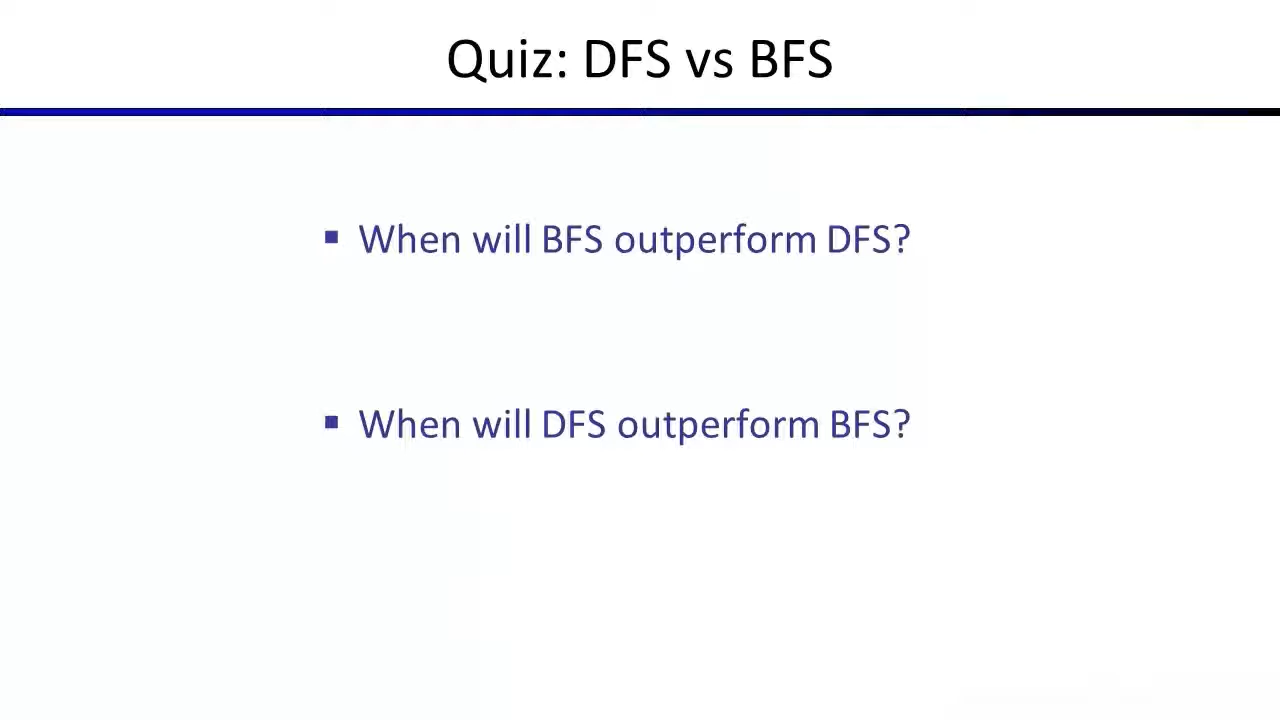 Quiz: DFS vs BFS
▪ When will BFS outperform DFS?
▪ When will DFS outperform BFS?